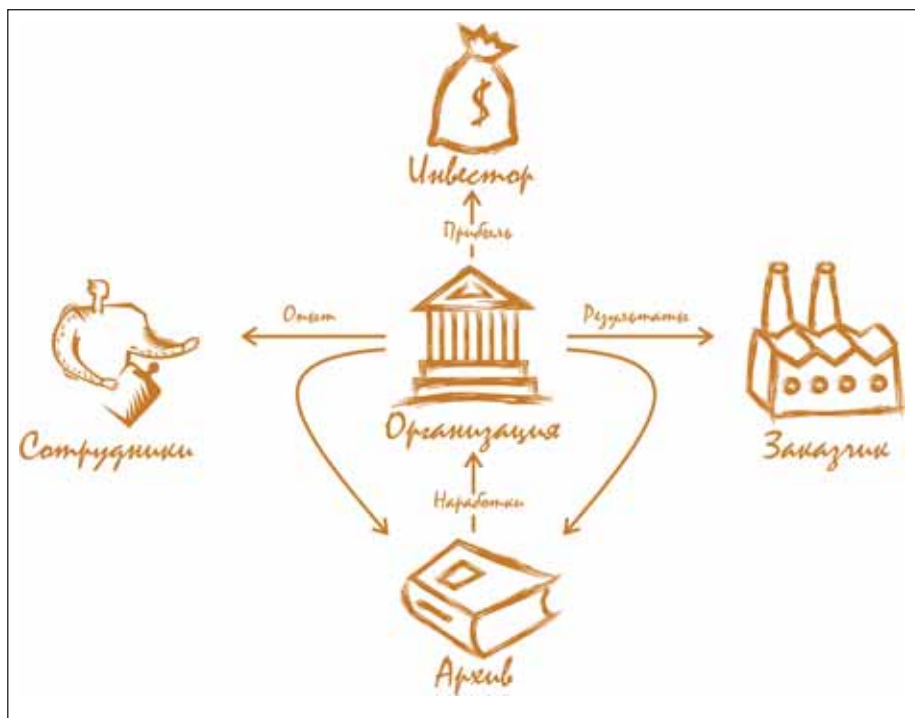 $
Инвестор
Прибыль
Опыт
Результаты
Организация
Сотрудники
Заказчик
Наработки
Архив